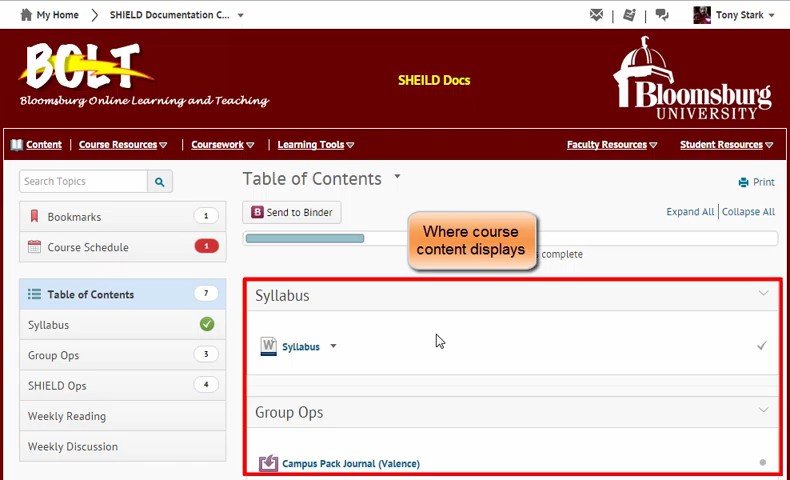 My Home
SHIELD Documentation C...
Tony Stark
BOLT
Bloomsburg Online Learning and Teaching
SHEILD Docs
Bloomsburg
UNIVERSITY
Content
Course Resources
Coursework
Learning Tools
Faculty Resources
Student Resources
Search Topics
Bookmarks 1
Course Schedule 1
Table of Contents 7
Syllabus
Group Ops 3
SHIELD Ops 4
Weekly Reading
Weekly Discussion
Table of Contents
Print
B Send to Binder
Expand All | Collapse All
Where course
content displays
complete
Syllabus
W Syllabus
Group Ops
Campus Pack Journal (Valence)